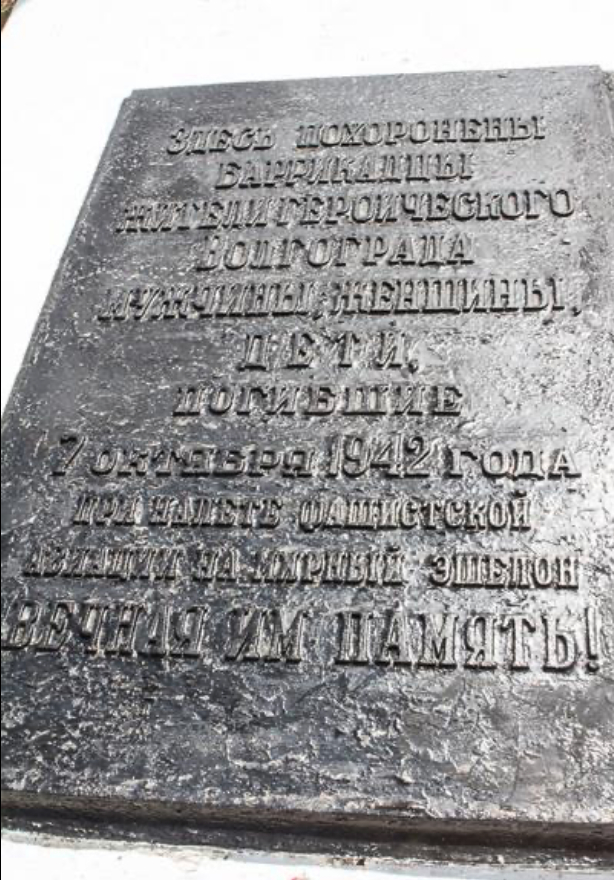 ЗДЕСЬ ПОХОРОНЕНЫ
БАРРИКАДЦЫ
ЖИТЕЛИ ГЕРОИЧЕСКОГО
ВОЛГОГРАДА
МУЖЧИНЫ, ЖЕНЩИНЫ,
ДЕТИ,
ПОГИБШИЕ
7 ОКТЯБРЯ 1942 ГОДА
ПРИ НАЛЕТЕ ФАШИСТСКОЙ
АВИАЦИИ НА МИРНЫЙ ЭШЕЛОН
ВЕЧНАЯ ИМ ПАМЯТЬ!